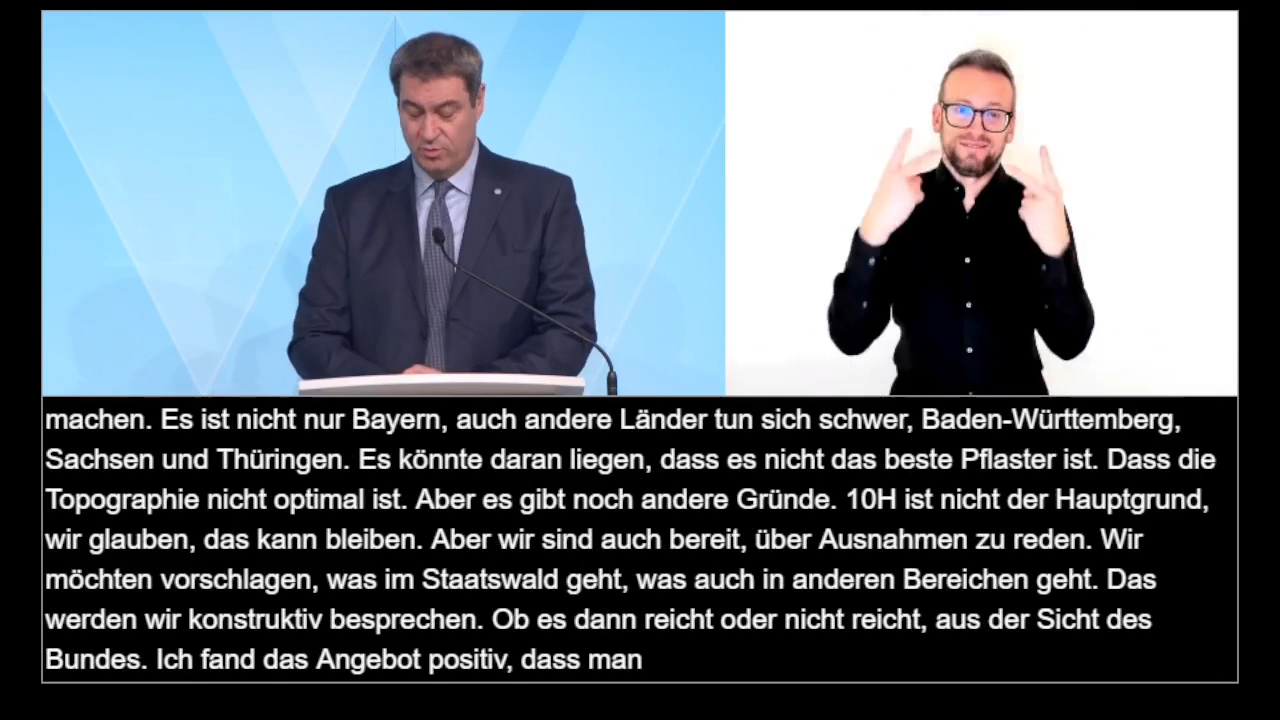 machen. Es ist nicht nur Bayern, auch andere Länder tun sich schwer, Baden-Württemberg,
Sachsen und Thüringen. Es könnte daran liegen, dass es nicht das beste Pflaster ist. Dass die
Topographie nicht optimal ist. Aber es gibt noch andere Gründe. 10H ist nicht der Hauptgrund,
wir glauben, das kann bleiben. Aber wir sind auch bereit, über Ausnahmen zu reden. Wir
möchten vorschlagen, was im Staatswald geht, was auch in anderen Bereichen geht. Das
werden wir konstruktiv besprechen. Ob es dann reicht oder nicht reicht, aus der Sicht des
Bundes. Ich fand das Angebot positiv, dass man